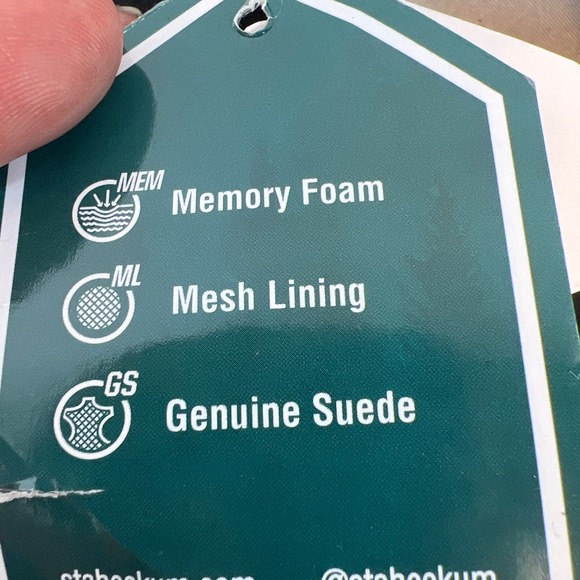 MEM
Memory Foam
ML
Mesh Lining
GS
Genuine Suede